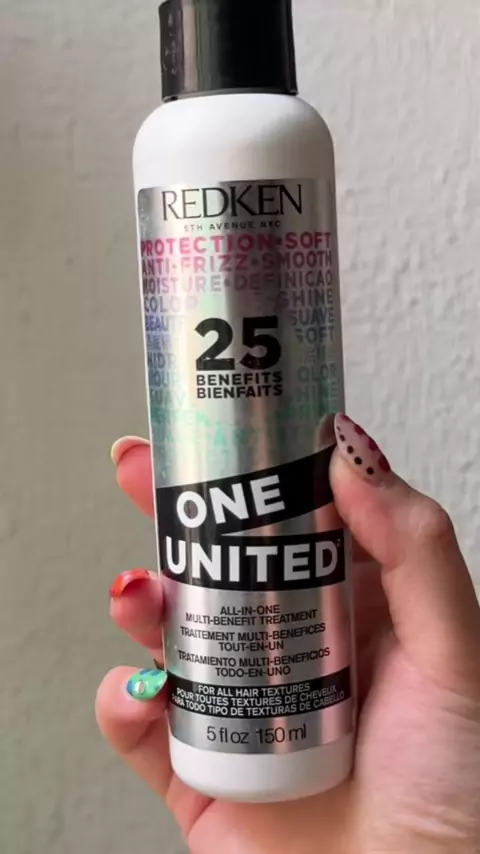 REDKEN
5TH AVENUE NYC
PROTECTION•SOFT
ANTI-FRIZZ•SMOOTH
MOISTURE•DEFINICAO
COLOR SHINE
SUAVE
SOFT
25
BENEFITS
BIENFAITS
ONE
UNITED
ALL-IN-ONE
MULTI-BENEFIT TREATMENT
TRAITEMENT MULTI-BENEFICES
TOUT-EN-UN
TRATAMIENTO MULTI-BENEFICIOS
TODO-EN-UNO
FOR ALL HAIR TEXTURES
POUR TOUTES TEXTURES DE CHEVEUX
PARA TODO TIPO DE TEXTURAS DE CABELLO
5 fl oz 150 ml